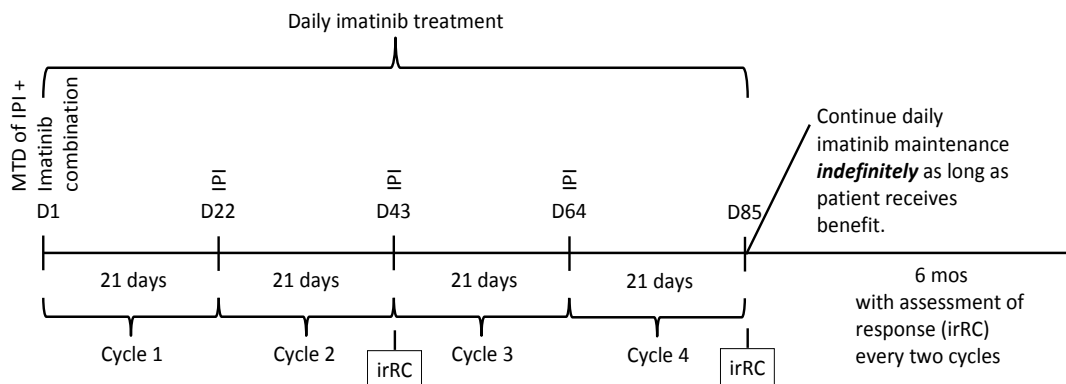 Daily imatinib treatment
MTD of IPI +
Imatinib
combination
IPI
IPI
IPI
D1
D22
D43
D64
D85
Continue daily
imatinib maintenance
indefinitely as long as
patient receives
benefit.
21 days
21 days
21 days
21 days
6 mos
with assessment of
response (irRC)
every two cycles
Cycle 1
Cycle 2
Cycle 3
Cycle 4
irRC
irRC